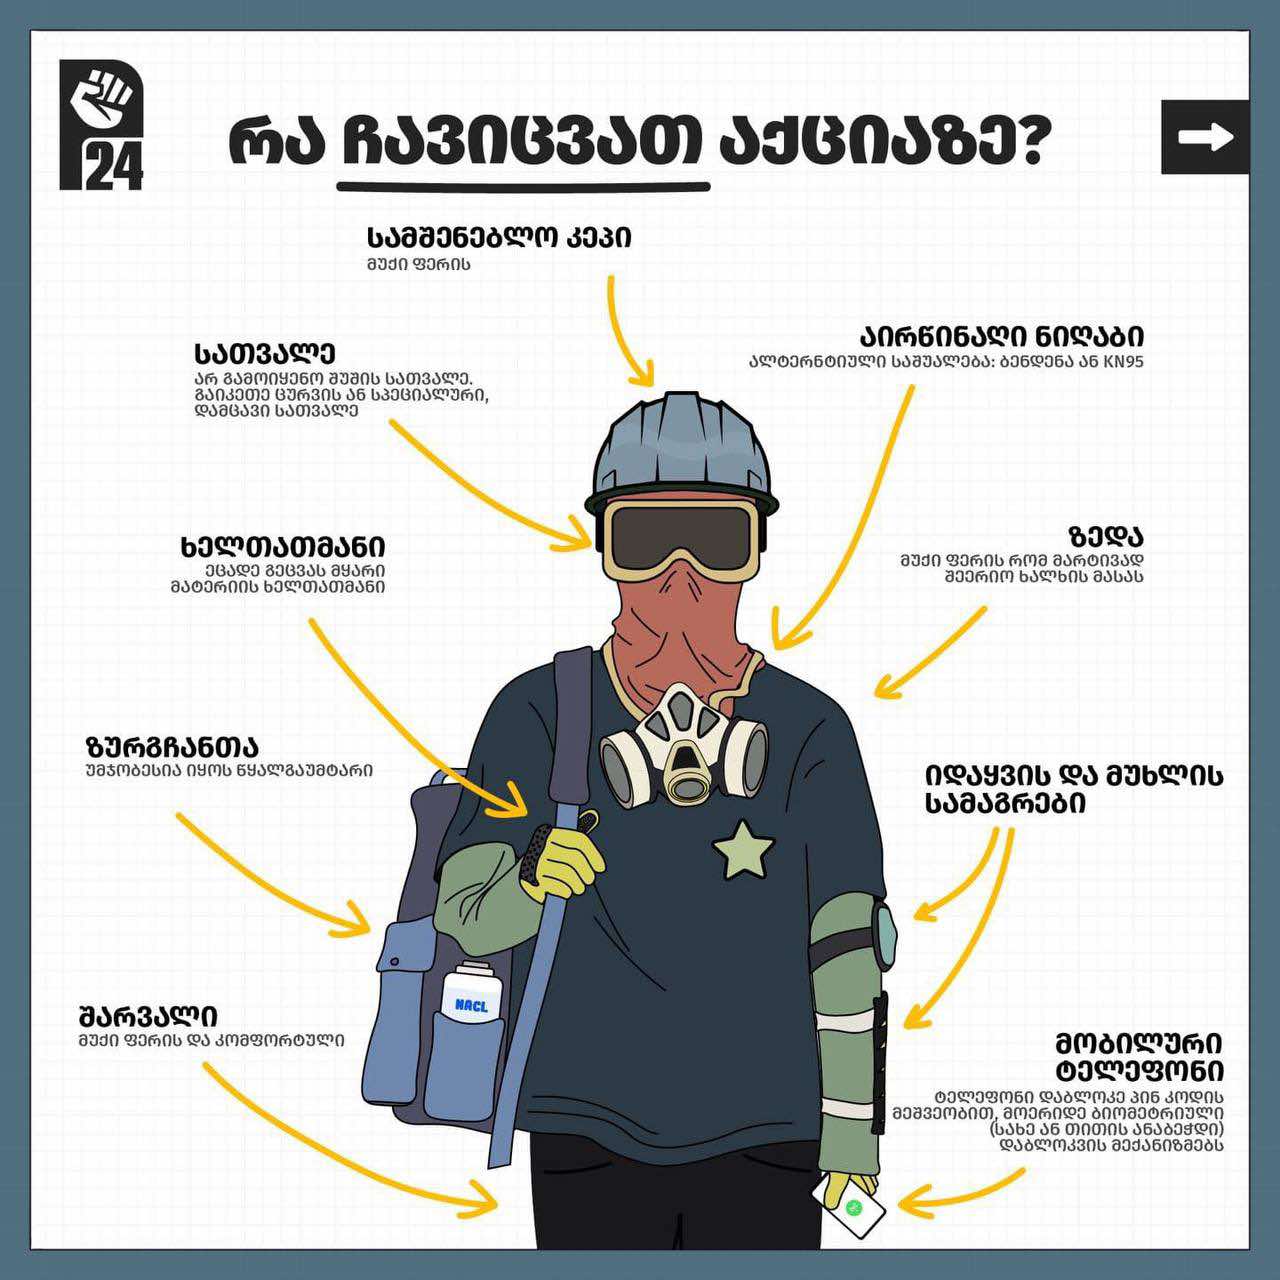 P24
რა ჩავიცვათ აქციაზე?
სამშენებლო კეპი
მუქი ფერის
აირწინაღი ნიღაბი
ალტერნტიული საშუალება: ბენდენა ან KN95
სათვალე
არ გამოიყენო შუშის სათვალე.
გაიკეთე ცურვის ან სპეციალური,
დამცავი სათვალე
ხელთათმანი
ეცადე გეცვას მყარი
მატერიის ხელთათმანი
ზედა
მუქი ფერის რომ მარტივად
შეერიო ხალხის მასას
ზურგჩანთა
უმჯობესია იყოს წყალგაუმტარი
იდაყვის და მუხლის
სამაგრები
NACL
შარვალი
მუქი ფერის და კომფორტული
მობილური
ტელეფონი
ტელეფონი დაბლოკე პინ კოდის
მეშვეობით, მოერიდე ბიომეტრიული
(სახე ან თითის ანაბეჭდი)
დაბლოკვის მექანიზმებს